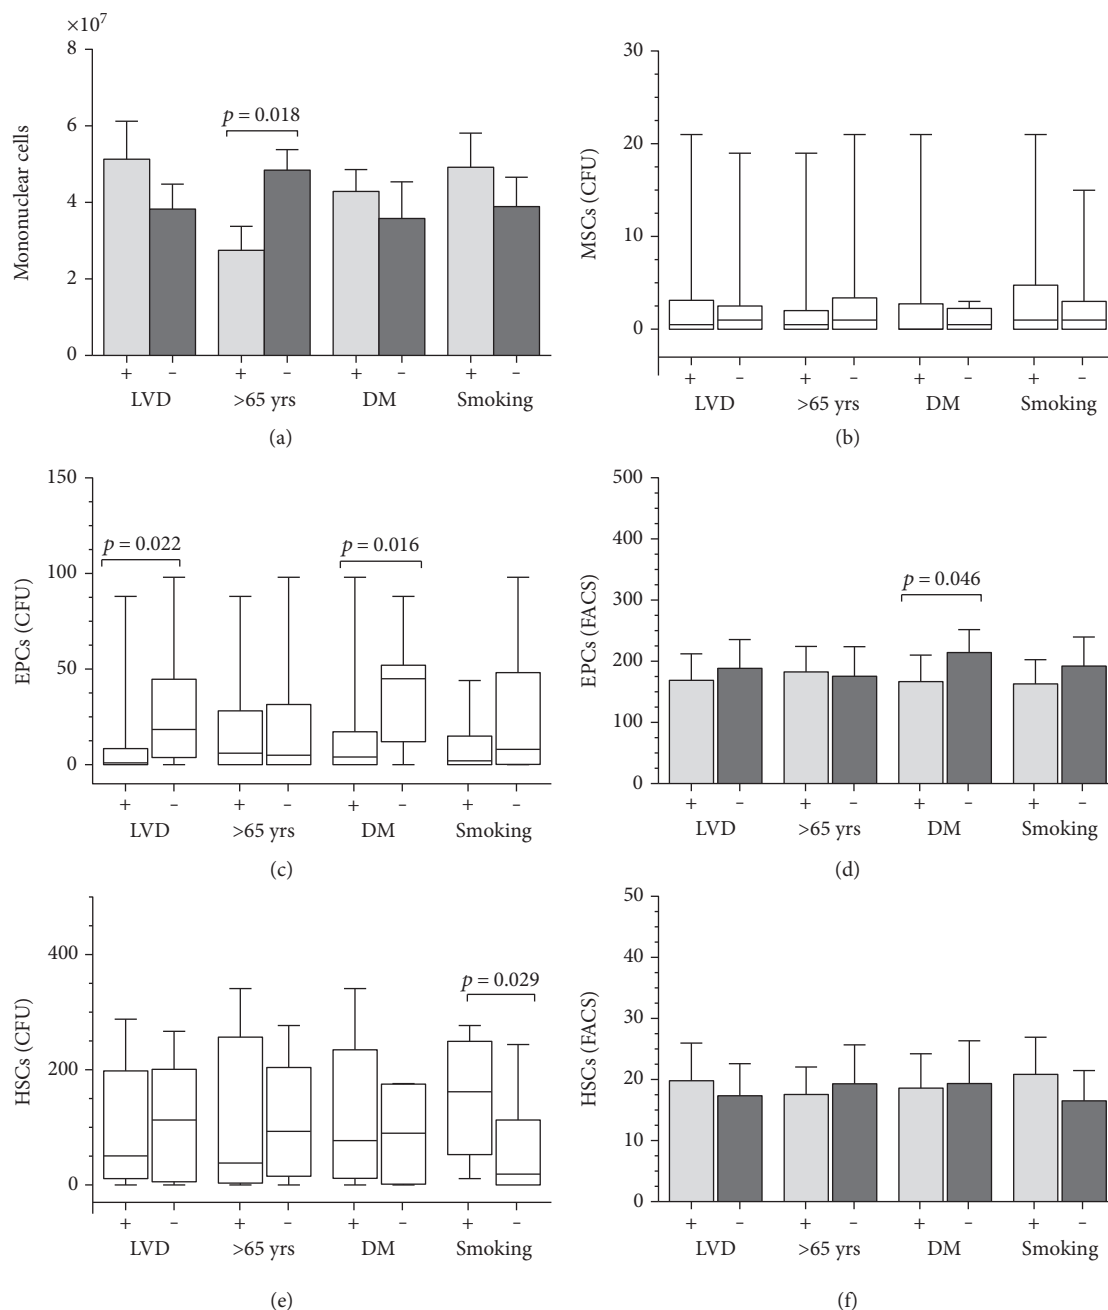 ×10⁷
8
6
4
2
0
Mononuclear cells
p = 0.018
+ − + − + − + −
LVD >65 yrs DM Smoking
(a)
30
20
10
0
MSCs (CFU)
+ − + − + − + −
LVD >65 yrs DM Smoking
(b)
150
100
50
0
EPCs (CFU)
p = 0.022
p = 0.016
+ − + − + − + −
LVD >65 yrs DM Smoking
(c)
500
400
300
200
100
0
EPCs (FACS)
p = 0.046
+ − + − + − + −
LVD >65 yrs DM Smoking
(d)
400
200
0
HSCs (CFU)
p = 0.029
+ − + − + − + −
LVD >65 yrs DM Smoking
(e)
50
40
30
20
10
0
HSCs (FACS)
+ − + − + − + −
LVD >65 yrs DM Smoking
(f)